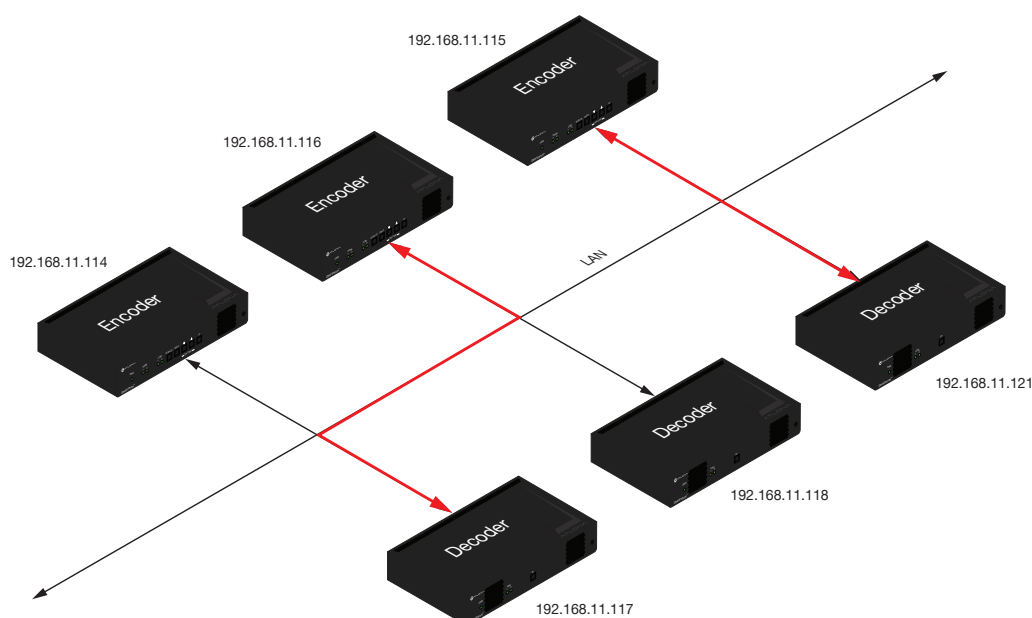 192.168.11.115
Encoder
192.168.11.116
Encoder
LAN
192.168.11.114
Encoder
Decoder
192.168.11.121
Decoder
192.168.11.118
Decoder
192.168.11.117